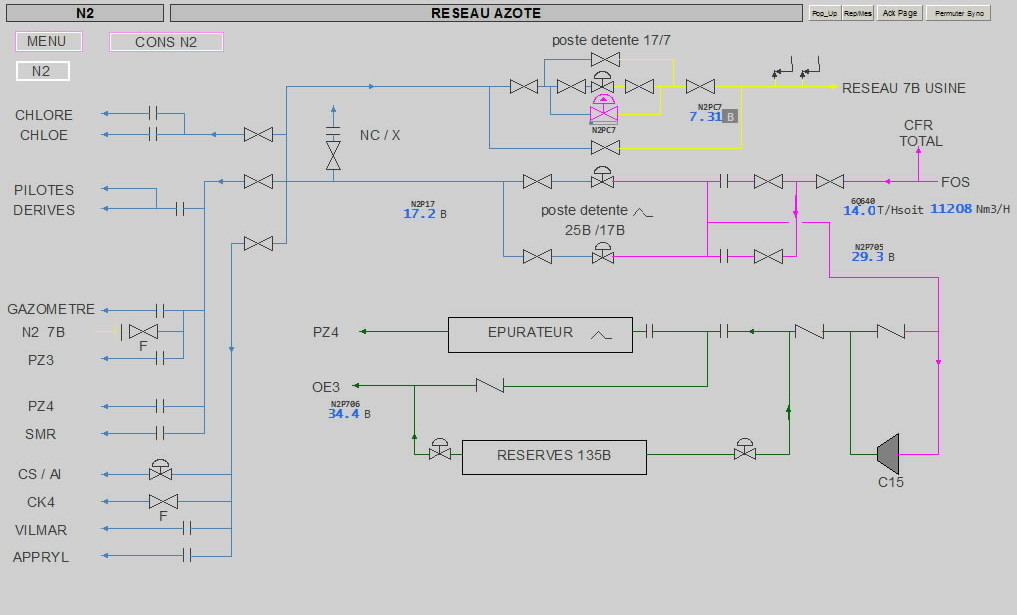 N2
RESEAU AZOTE
Pop_Up
Rep/Mes
Ack Page
Permuter Syno
MENU
CONS N2
N2
poste detente 17/7
RESEAU 7B USINE
N2PC7
7.31 B
N2PC7
CHLORE
CHLOE
NC / X
CFR
TOTAL
PILOTES
DERIVES
FOS
N2P17
17.2 B
poste detente
25B /17B
6Q640
14.0 T/Hsoit 11208 Nm3/H
N2P705
29.3 B
GAZOMETRE
N2 7B
F
PZ3
PZ4
EPURATEUR
OE3
N2P706
34.4 B
PZ4
SMR
RESERVES 135B
C15
CS / AI
CK4
F
VILMAR
APPRYL